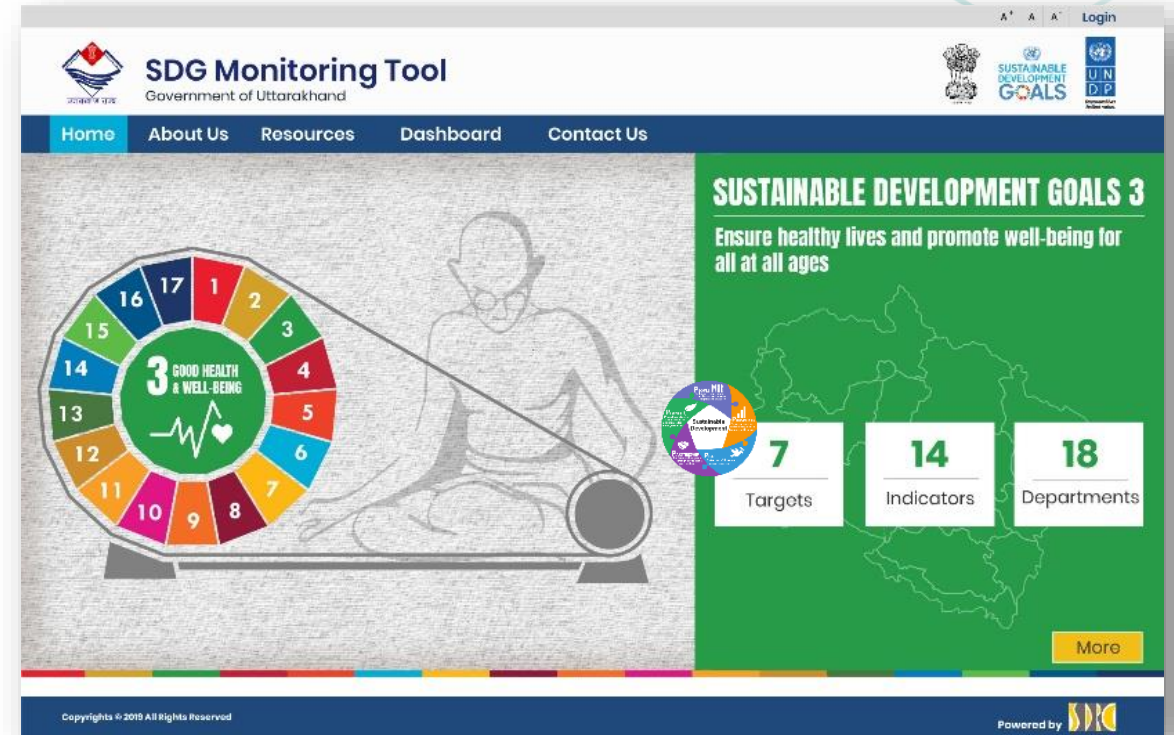 A+ A A- Login
SDG Monitoring Tool
Government of Uttarakhand
SUSTAINABLE
DEVELOPMENT
GOALS
U N
D P
Home About Us Resources Dashboard Contact Us
SUSTAINABLE DEVELOPMENT GOALS 3
Ensure healthy lives and promote well-being for
all at all ages
1
2
3
4
5
6
7
8
9
10
11
12
13
14
15
16
17
3 GOOD HEALTH
& WELL-BEING
Sustainable
Development
7
Targets
14
Indicators
18
Departments
More
Copyrights © 2019 All Rights Reserved
Powered by SDRC